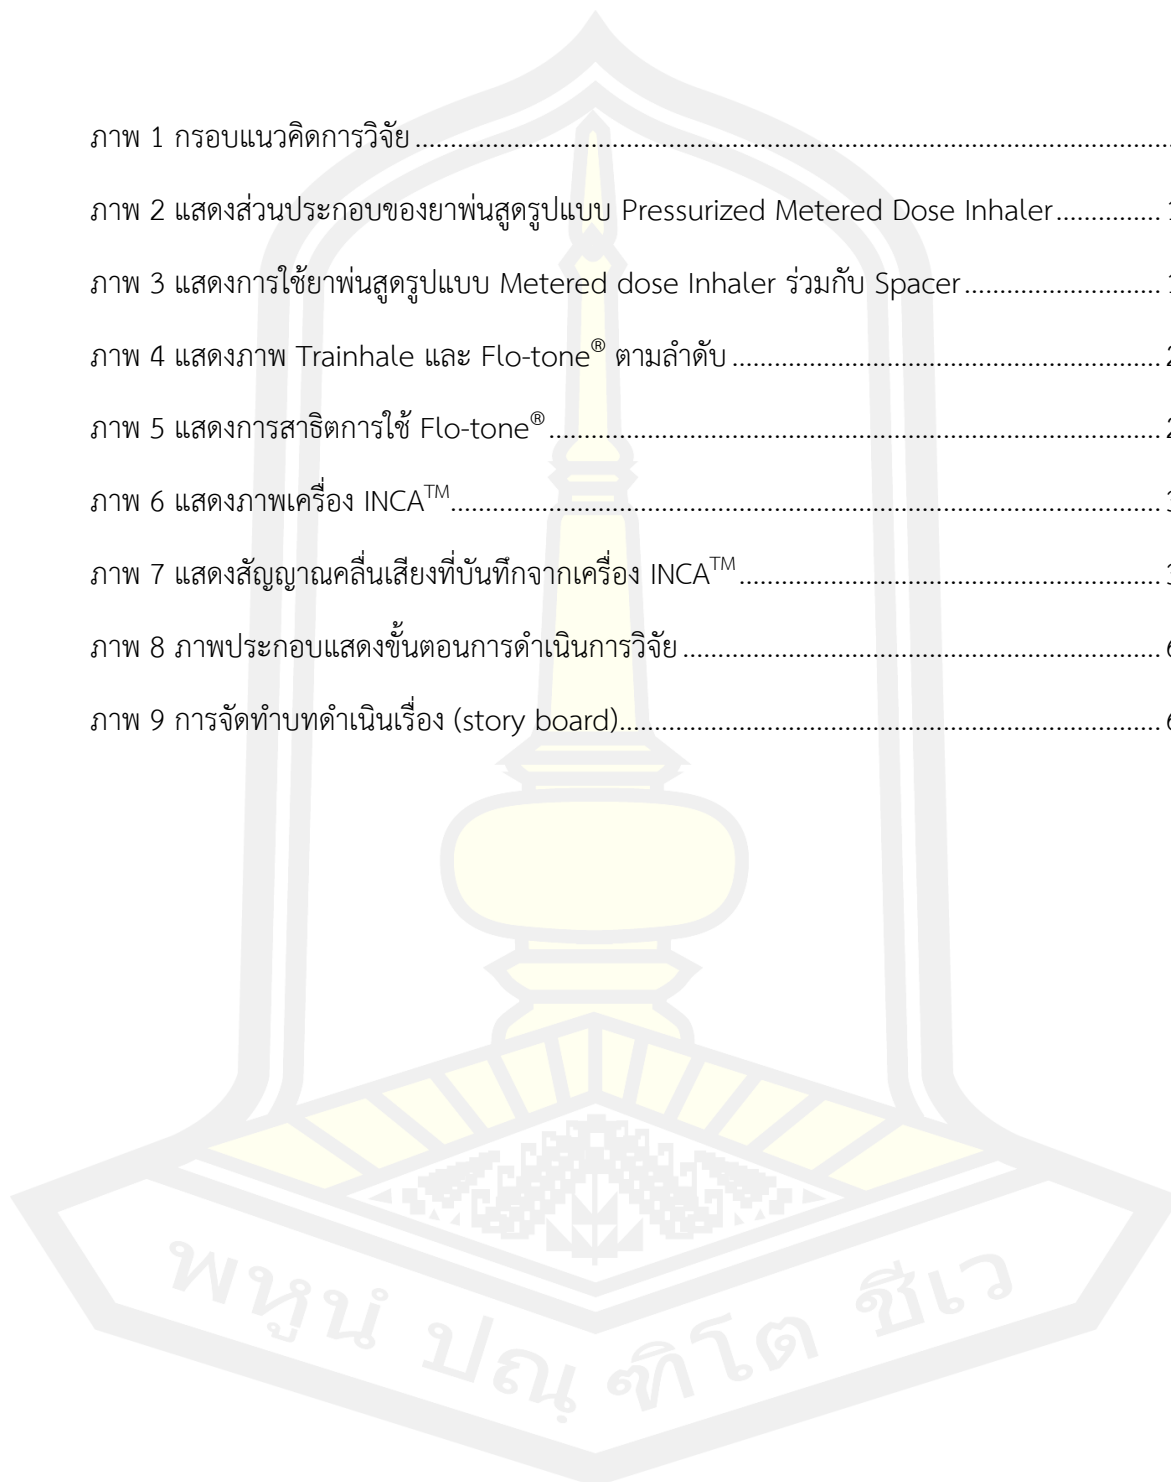 ภาพ 1 กรอบแนวคิดการวิจัย
ภาพ 2 แสดงส่วนประกอบของยาพ่นสูดรูปแบบ Pressurized Metered Dose Inhaler
ภาพ 3 แสดงการใช้ยาพ่นสูดรูปแบบ Metered dose Inhaler ร่วมกับ Spacer
ภาพ 4 แสดงภาพ Trainhale และ Flo-tone® ตามลำดับ
ภาพ 5 แสดงการสาธิตการใช้ Flo-tone®
ภาพ 6 แสดงภาพเครื่อง INCA™
ภาพ 7 แสดงสัญญาณคลื่นเสียงที่บันทึกจากเครื่อง INCA™
ภาพ 8 ภาพประกอบแสดงขั้นตอนการดำเนินการวิจัย
ภาพ 9 การจัดทำบทดำเนินเรื่อง (story board)
พหูนํ ปณฺฑิโต ชีเว